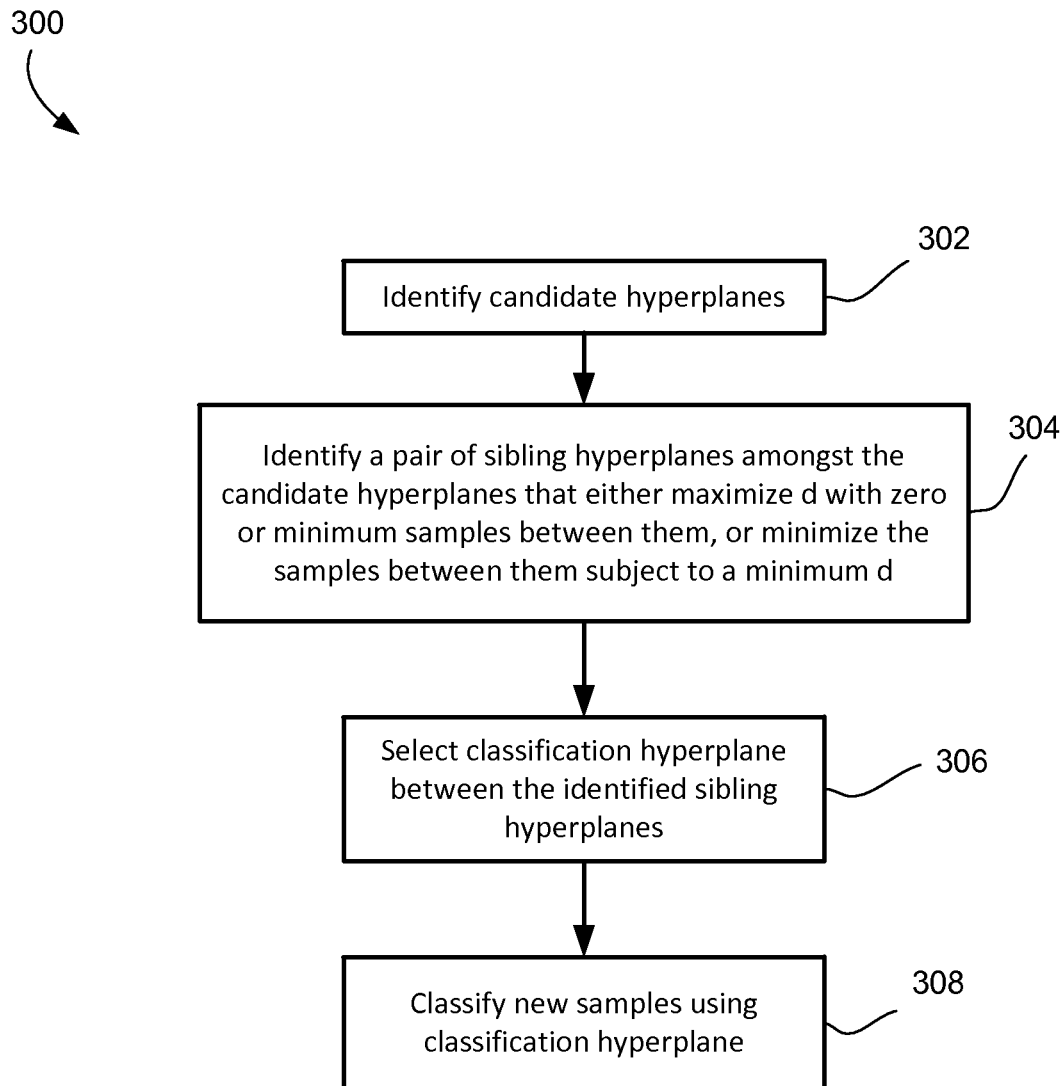 300
302
Identify candidate hyperplanes
304
Identify a pair of sibling hyperplanes amongst the
candidate hyperplanes that either maximize d with zero
or minimum samples between them, or minimize the
samples between them subject to a minimum d
Select classification hyperplane
between the identified sibling
hyperplanes
306
308
Classify new samples using
classification hyperplane